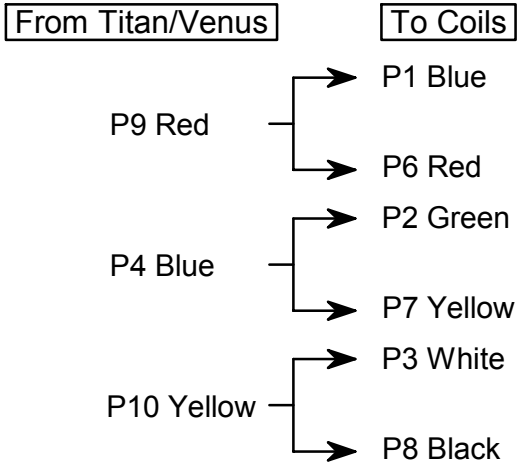 From Titan/Venus
To Coils
P1 Blue
P9 Red
P6 Red
P2 Green
P4 Blue
P7 Yellow
P3 White
P10 Yellow
P8 Black